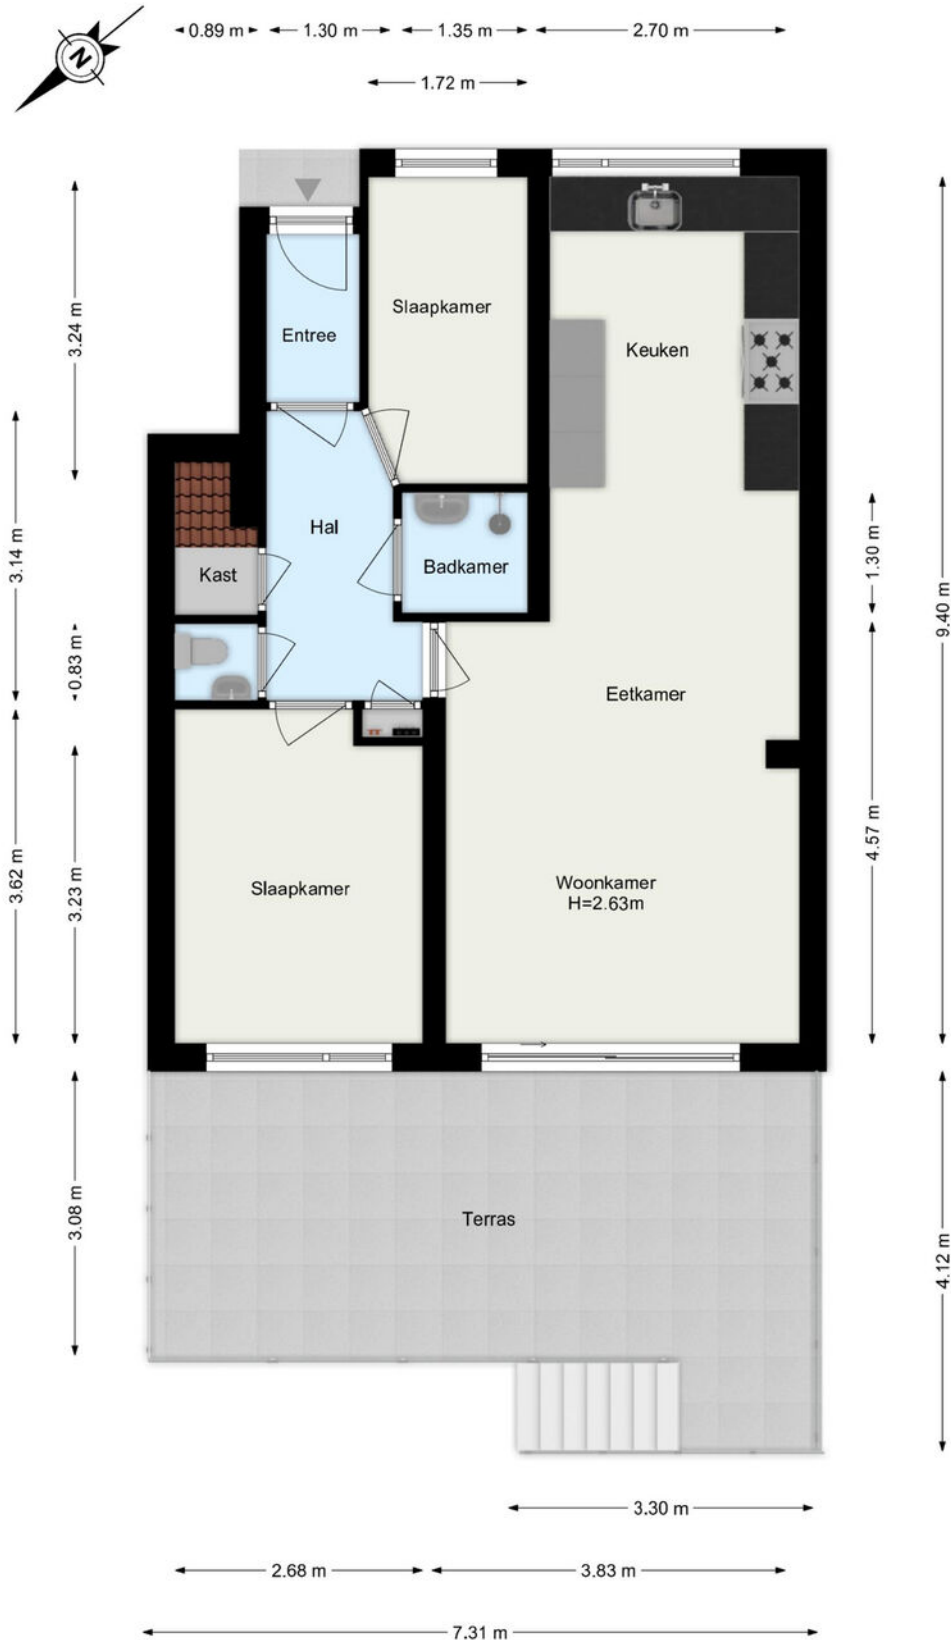 N
0.89 m
1.30 m
1.35 m
2.70 m
1.72 m
3.24 m
3.14 m
0.83 m
3.62 m
3.23 m
3.08 m
1.30 m
9.40 m
4.57 m
4.12 m
Slaapkamer
Entree
Keuken
Hal
Kast
Badkamer
Eetkamer
Slaapkamer
Woonkamer
H=2.63m
Terras
3.30 m
2.68 m
3.83 m
7.31 m